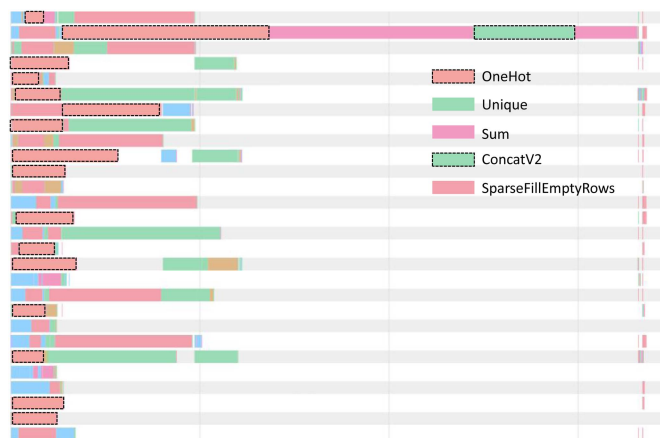 OneHot
Unique
Sum
ConcatV2
SparseFillEmptyRows